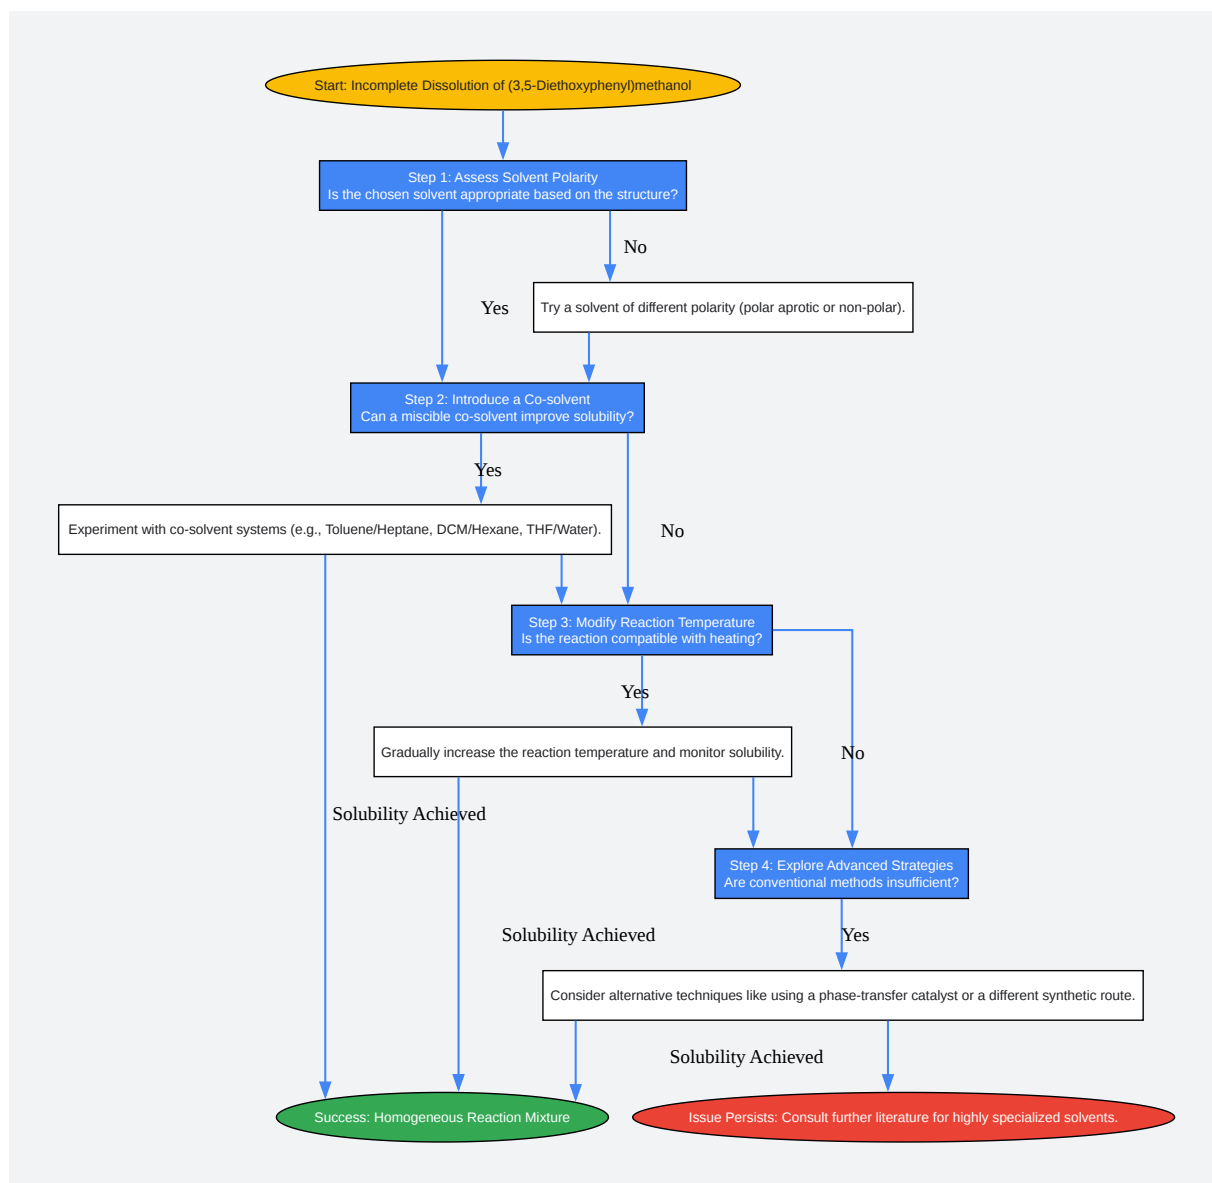 Start: Incomplete Dissolution of (3,5-Diethoxyphenyl)methanol
Step 1: Assess Solvent Polarity
Is the chosen solvent appropriate based on the structure?
No
Yes
Try a solvent of different polarity (polar aprotic or non-polar).
Step 2: Introduce a Co-solvent
Can a miscible co-solvent improve solubility?
Yes
Experiment with co-solvent systems (e.g., Toluene/Heptane, DCM/Hexane, THF/Water).
No
Step 3: Modify Reaction Temperature
Is the reaction compatible with heating?
Yes
Gradually increase the reaction temperature and monitor solubility.
No
Solubility Achieved
Step 4: Explore Advanced Strategies
Are conventional methods insufficient?
Solubility Achieved
Yes
Consider alternative techniques like using a phase-transfer catalyst or a different synthetic route.
Solubility Achieved
Success: Homogeneous Reaction Mixture
Issue Persists: Consult further literature for highly specialized solvents.